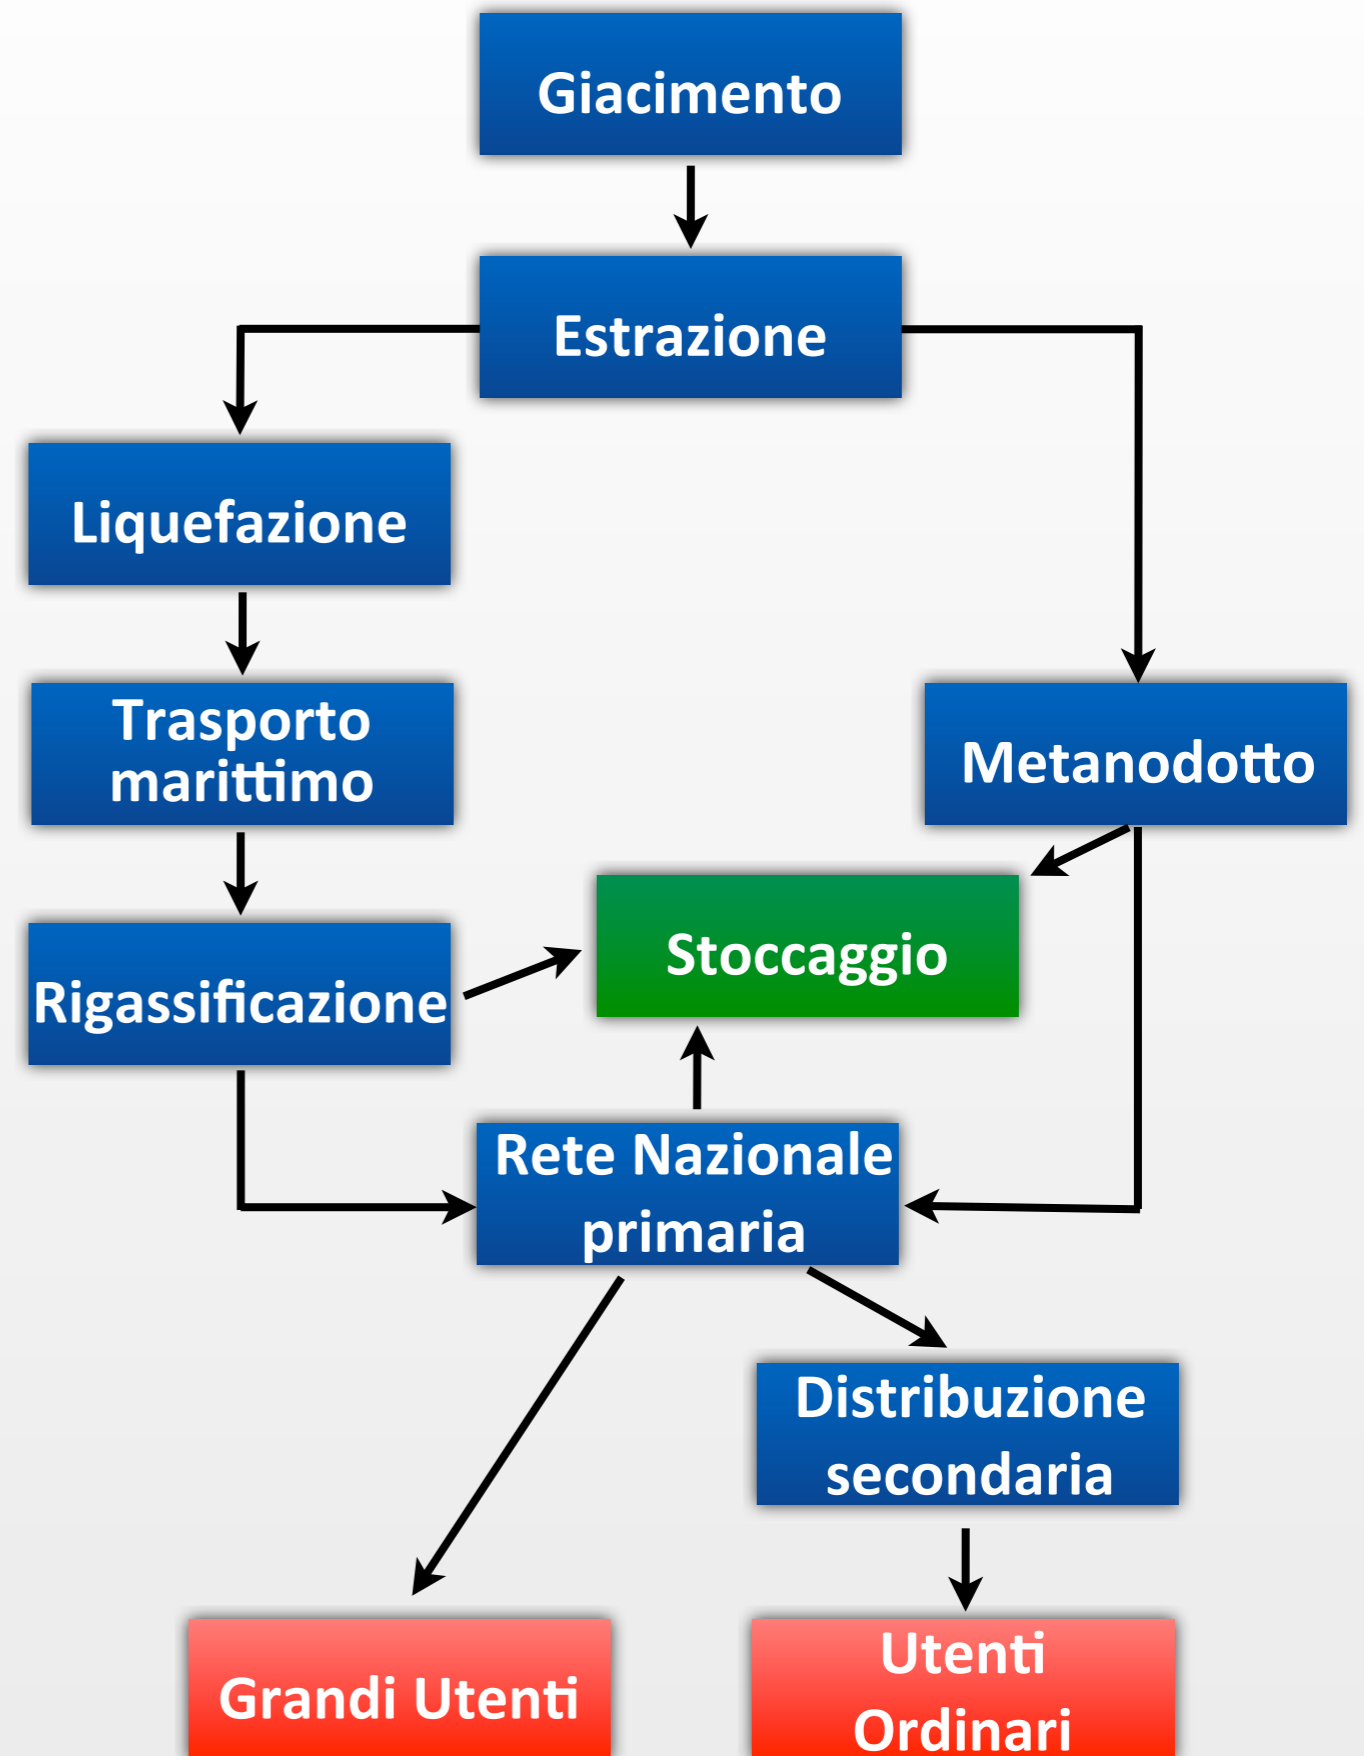 Giacimento
Estrazione
Liquefazione
Trasporto
marittimo
Metanodotto
Stoccaggio
Rigassificazione
Rete Nazionale
primaria
Distribuzione
secondaria
Grandi Utenti
Utenti
Ordinari